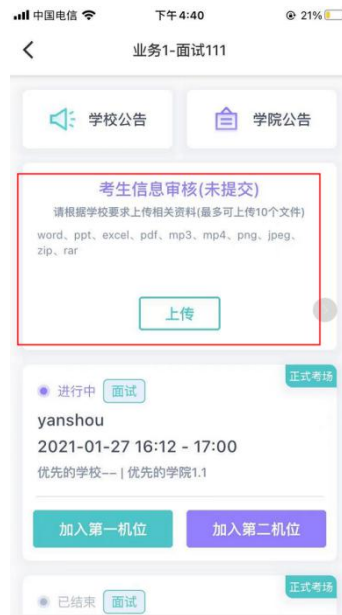 中国电信 下午4:40 21%
业务1-面试111
学校公告 学院公告
考生信息审核(未提交)
请根据学校要求上传相关资料(最多可上传10个文件)
word、ppt、excel、pdf、mp3、mp4、png、jpeg、
zip、rar
上传
正式考场
进行中 面试
yanshou
2021-01-27 16:12 - 17:00
优先的学校-- | 优先的学院1.1
加入第一机位 加入第二机位
正式考场
已结束 面试